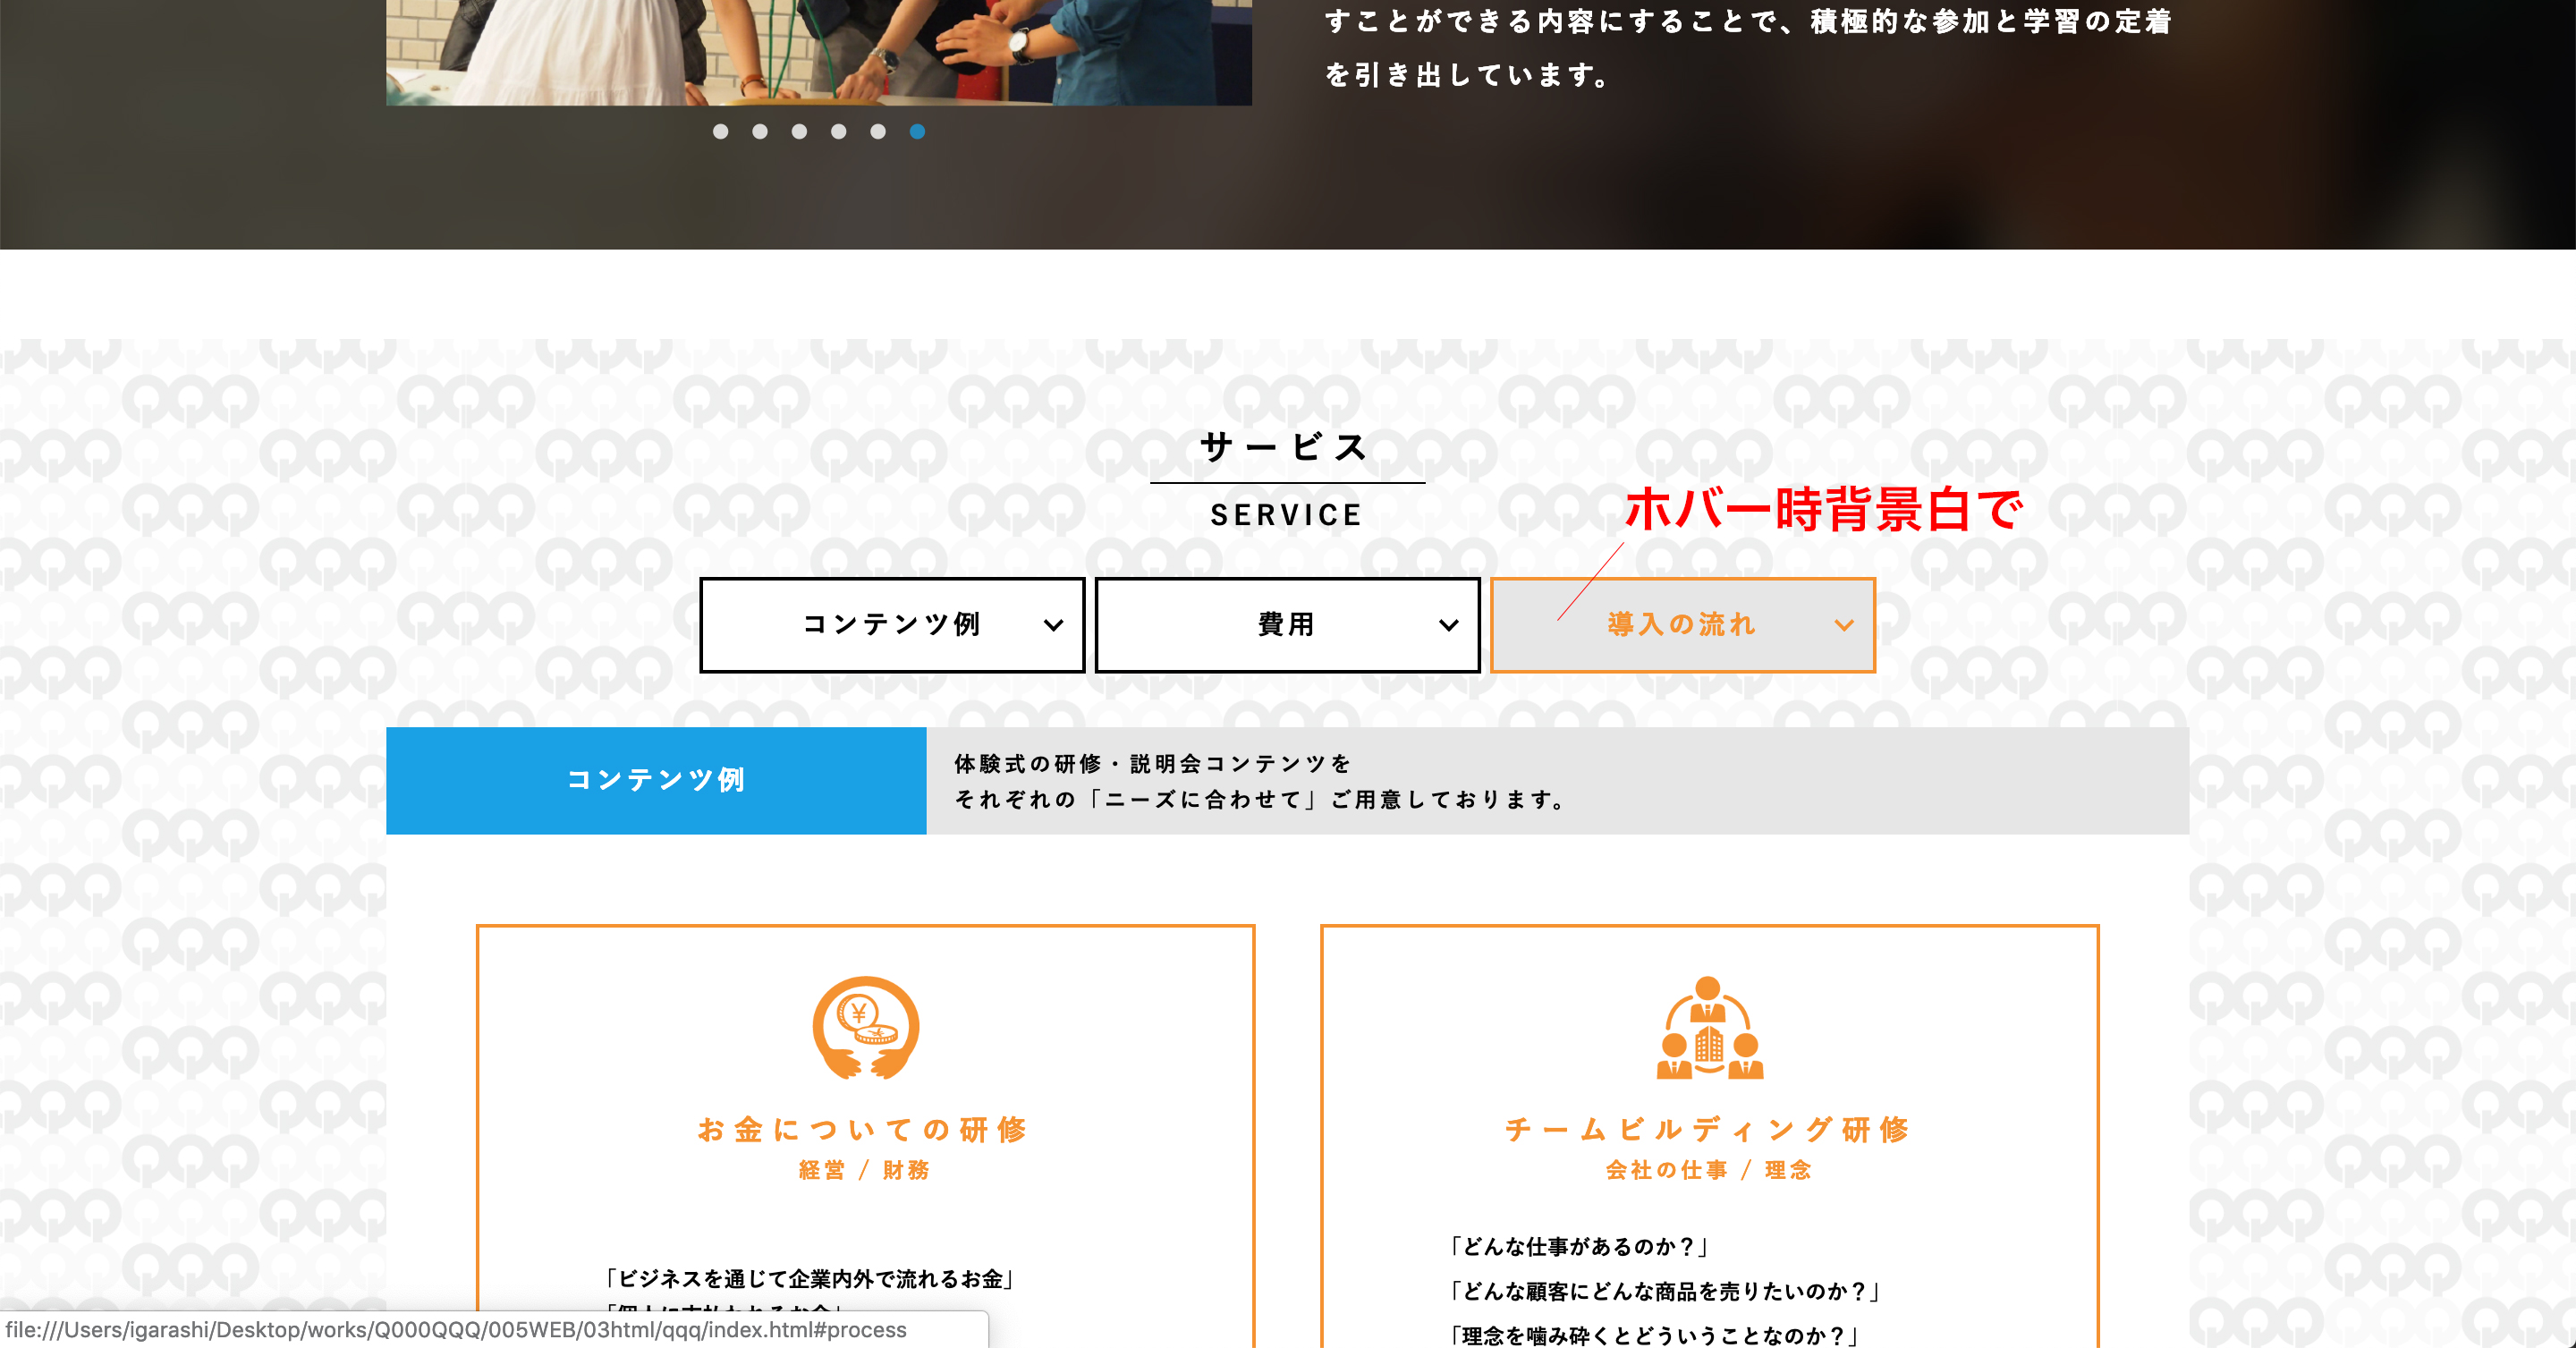 すことができる内容にすることで、積極的な参加と学習の定着
を引き出しています。
サービス
SERVICE
ホバー時背景白で
コンテンツ例
費用
導入の流れ
コンテンツ例
体験式の研修・説明会コンテンツを
それぞれの「ニーズに合わせて」ご用意しております。
お金についての研修
経営 / 財務
「ビジネスを通じて企業内外で流れるお金」
チームビルディング研修
会社の仕事 / 理念
「どんな仕事があるのか？」
「どんな顧客にどんな商品を売りたいのか？」
「理念を噛み砕くとどういうことなのか？」
file:///Users/igarashi/Desktop/works/Q000QQQ/005WEB/03html/qqq/index.html#process